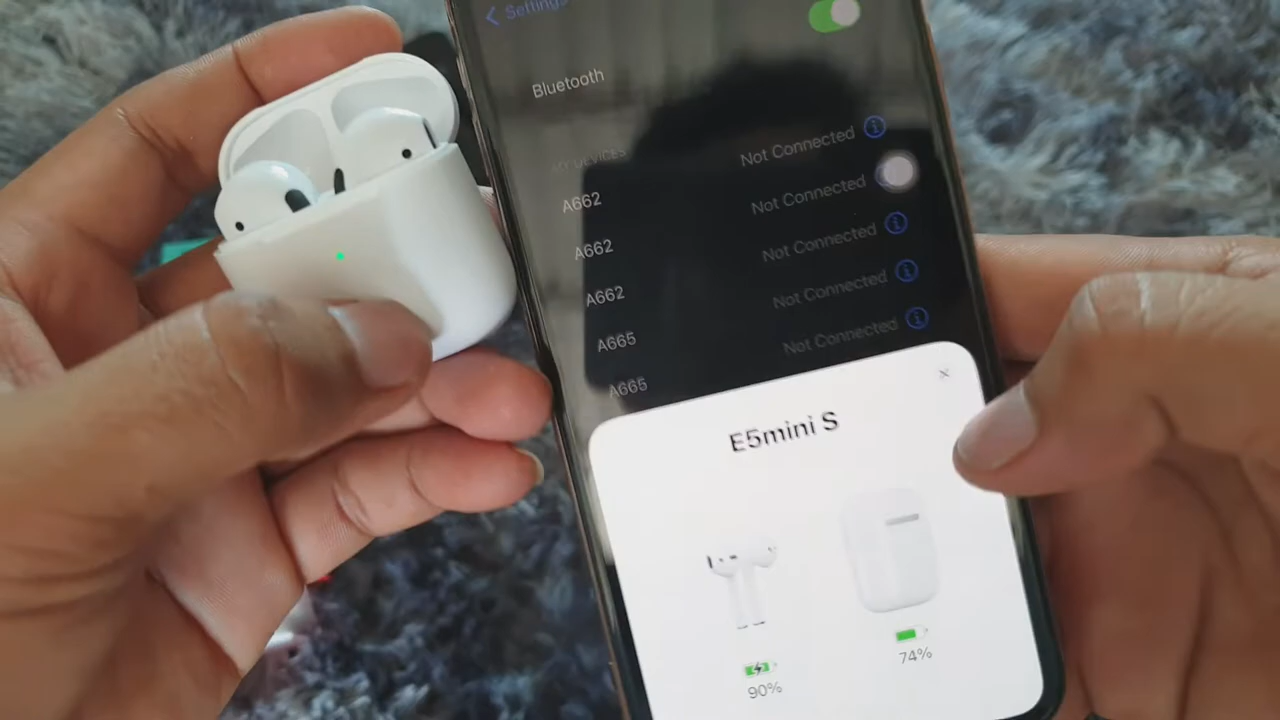 Settings
Bluetooth
MY DEVICES
A662 Not Connected
A662 Not Connected
A662 Not Connected
A665 Not Connected
A665 Not Connected
E5mini S
90%
74%